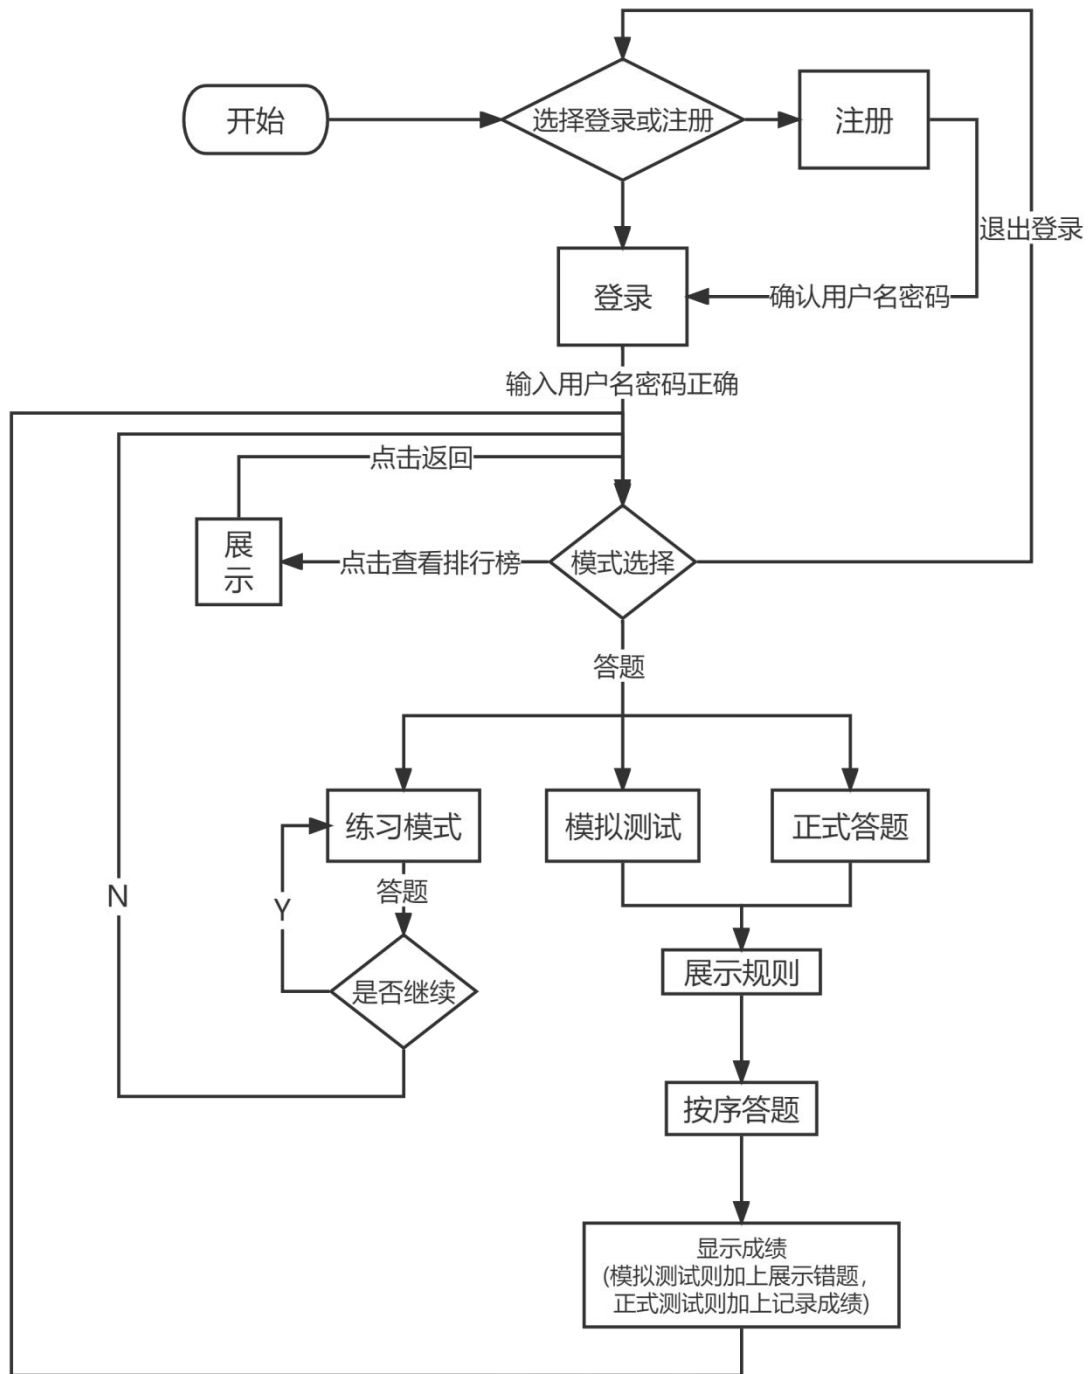 开始
选择登录或注册
注册
退出登录
登录
确认用户名密码
输入用户名密码正确
点击返回
展
示
点击查看排行榜
模式选择
答题
练习模式
模拟测试
正式答题
答题
N
Y
是否继续
展示规则
按序答题
显示成绩
(模拟测试则加上展示错题，
正式测试则加上记录成绩)